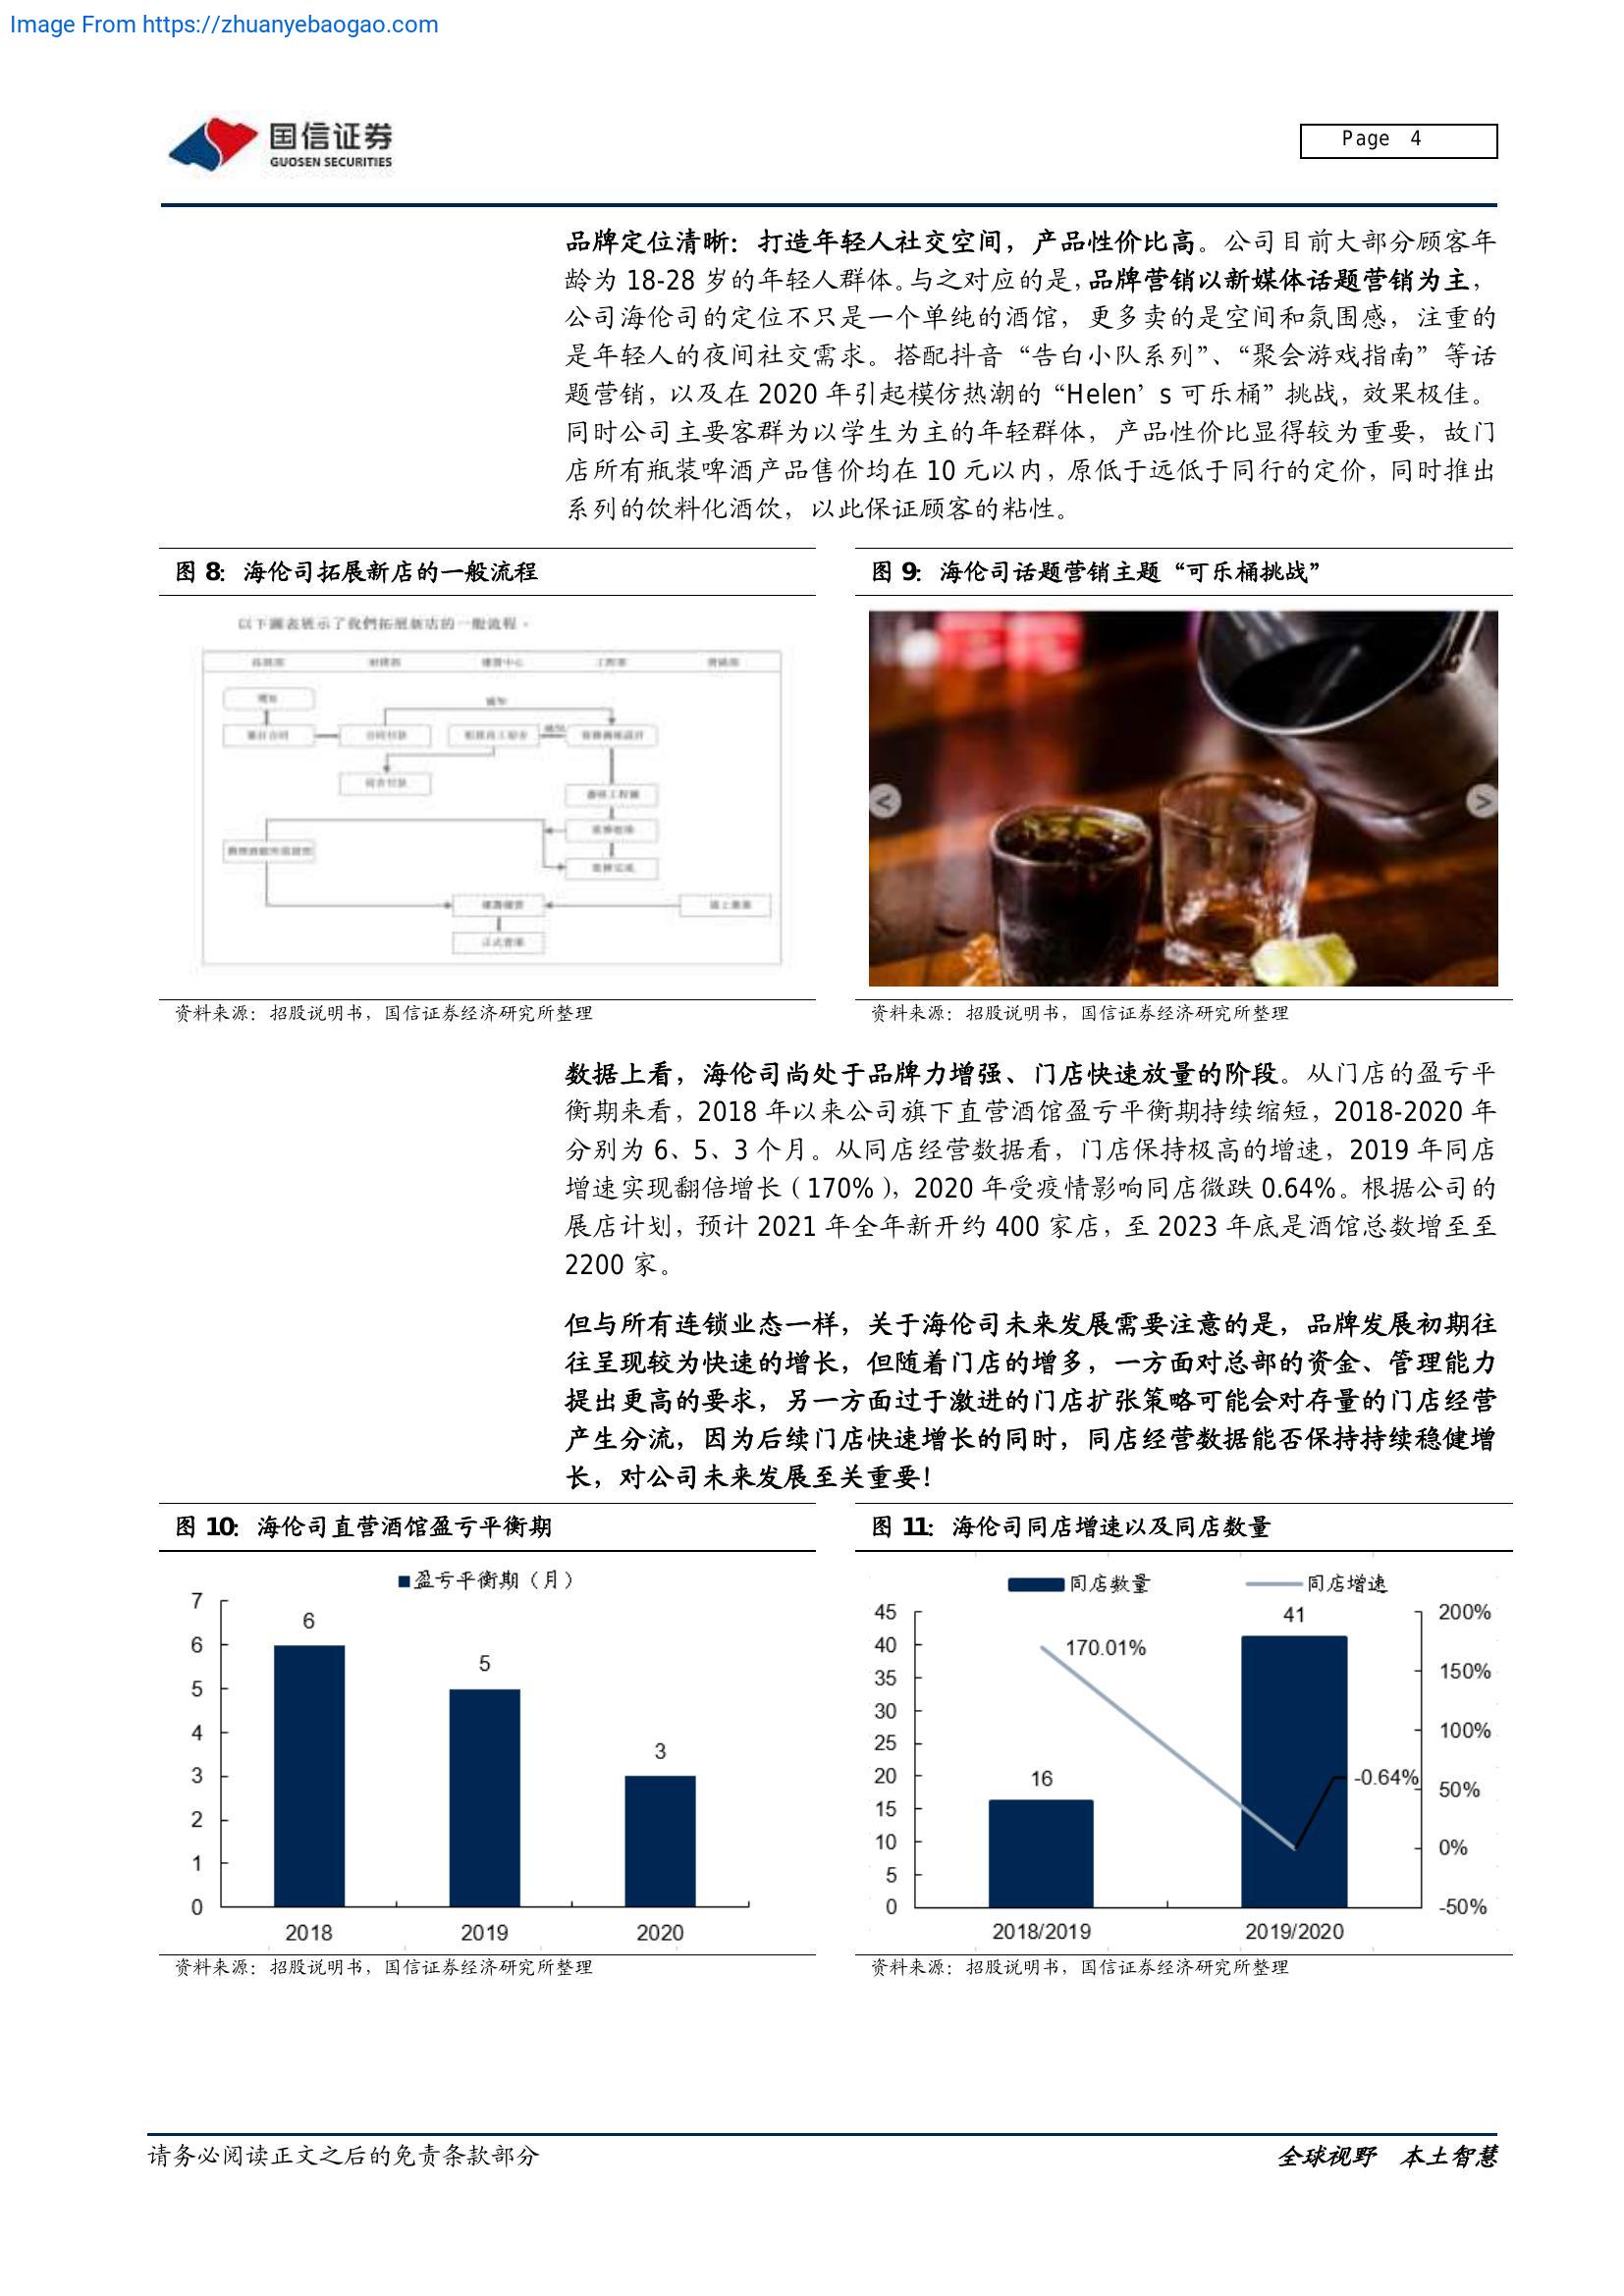 Image From https://zhuanyebaogao.com
国信证券
GUOSEN SECURITIES
Page 4
品牌定位清晰：打造年轻人社交空间，产品性价比高。公司目前大部分顾客年
龄为 18-28 岁的年轻人群体。与之对应的是，品牌营销以新媒体话题营销为主，
公司海伦司的定位不只是一个单纯的酒馆，更多卖的是空间和氛围感，注重的
是年轻人的夜间社交需求。搭配抖音“告白小队系列”、“聚会游戏指南”等话
题营销，以及在 2020 年引起模仿热潮的“Helen’s 可乐桶”挑战，效果极佳。
同时公司主要客群为以学生为主的年轻群体，产品性价比显得较为重要，故门
店所有瓶装啤酒产品售价均在 10 元以内，原低于远低于同行的定价，同时推出
系列的饮料化酒饮，以此保证顾客的粘性。
图 8：海伦司拓展新店的一般流程
图 9：海伦司话题营销主题“可乐桶挑战”
以下圖表展示了我們拓展新店的一般流程。
資料来源：招股说明书，国信证券经济研究所整理
资料来源：招股说明书，国信证券经济研究所整理
数据上看，海伦司尚处于品牌力增强、门店快速放量的阶段。从门店的盈亏平
衡期来看，2018 年以来公司旗下直营酒馆盈亏平衡期持续缩短，2018-2020 年
分别为 6、5、3 个月。从同店经营数据看，门店保持极高的增速，2019 年同店
增速实现翻倍增长（170%），2020 年受疫情影响同店微跌 0.64%。根据公司的
展店计划，预计 2021 年全年新开约 400 家店，至 2023 年底是酒馆总数增至至
2200 家。
但与所有连锁业态一样，关于海伦司未来发展需要注意的是，品牌发展初期往
往呈现较为快速的增长，但随着门店的增多，一方面对总部的资金、管理能力
提出更高的要求，另一方面过于激进的门店扩张策略可能会对存量的门店经营
产生分流，因为后续门店快速增长的同时，同店经营数据能否保持持续稳健增
长，对公司未来发展至关重要！
图 10：海伦司直营酒馆盈亏平衡期
盈亏平衡期（月）
7
6
5
4
3
2
1
0
6
5
3
2018 2019 2020
资料来源：招股说明书，国信证券经济研究所整理
图 11：海伦司同店增速以及同店数量
同店数量 同店增速
45
40
35
30
25
20
15
10
5
0
170.01%
16
41
-0.64%
200%
150%
100%
50%
0%
-50%
2018/2019 2019/2020
资料来源：招股说明书，国信证券经济研究所整理
请务必阅读正文之后的免责条款部分
全球视野 本土智慧